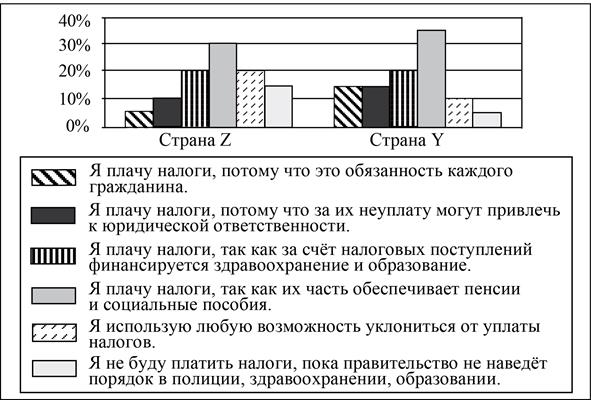 40%
30%
20%
10%
0%
Страна Z
Страна Y
Я плачу налоги, потому что это обязанность каждого
гражданина.
Я плачу налоги, потому что за их неуплату могут привлечь
к юридической ответственности.
Я плачу налоги, так как за счёт налоговых поступлений
финансируется здравоохранение и образование.
Я плачу налоги, так как их часть обеспечивает пенсии
и социальные пособия.
Я использую любую возможность уклониться от уплаты
налогов.
Я не буду платить налоги, пока правительство не наведёт
порядок в полиции, здравоохранении, образовании.